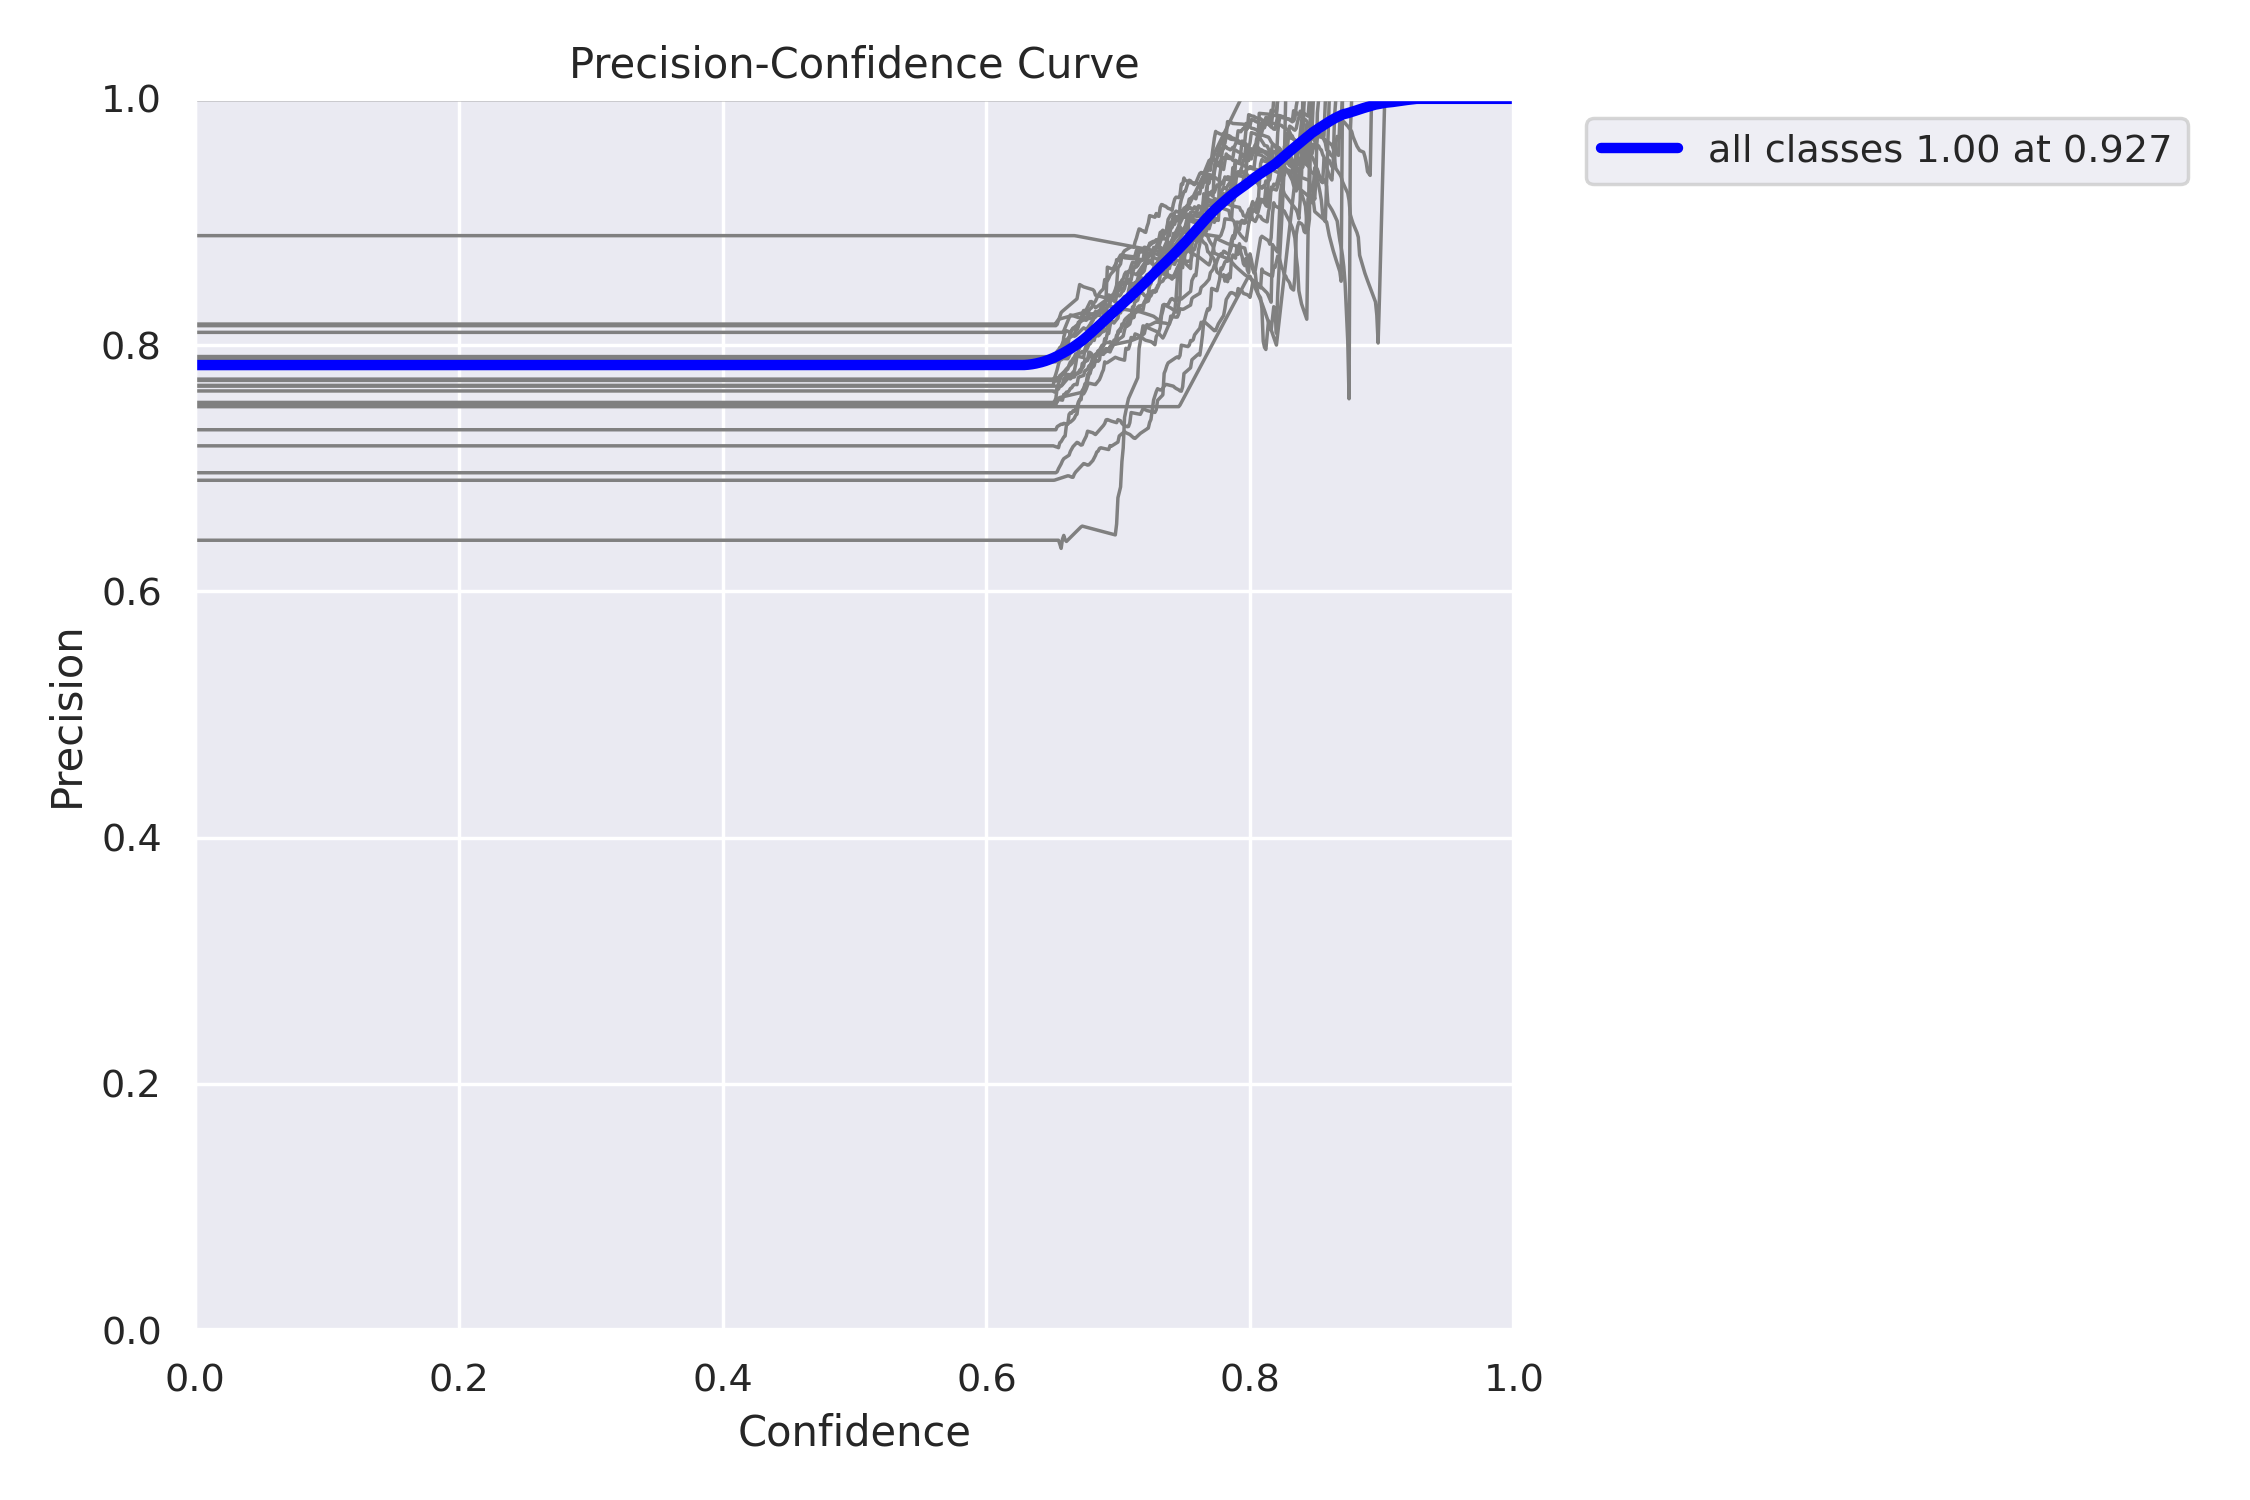 Precision-Confidence Curve
1.0
0.8
0.6
0.4
0.2
0.0
Precision
0.0 0.2 0.4 0.6 0.8 1.0
Confidence
all classes 1.00 at 0.927